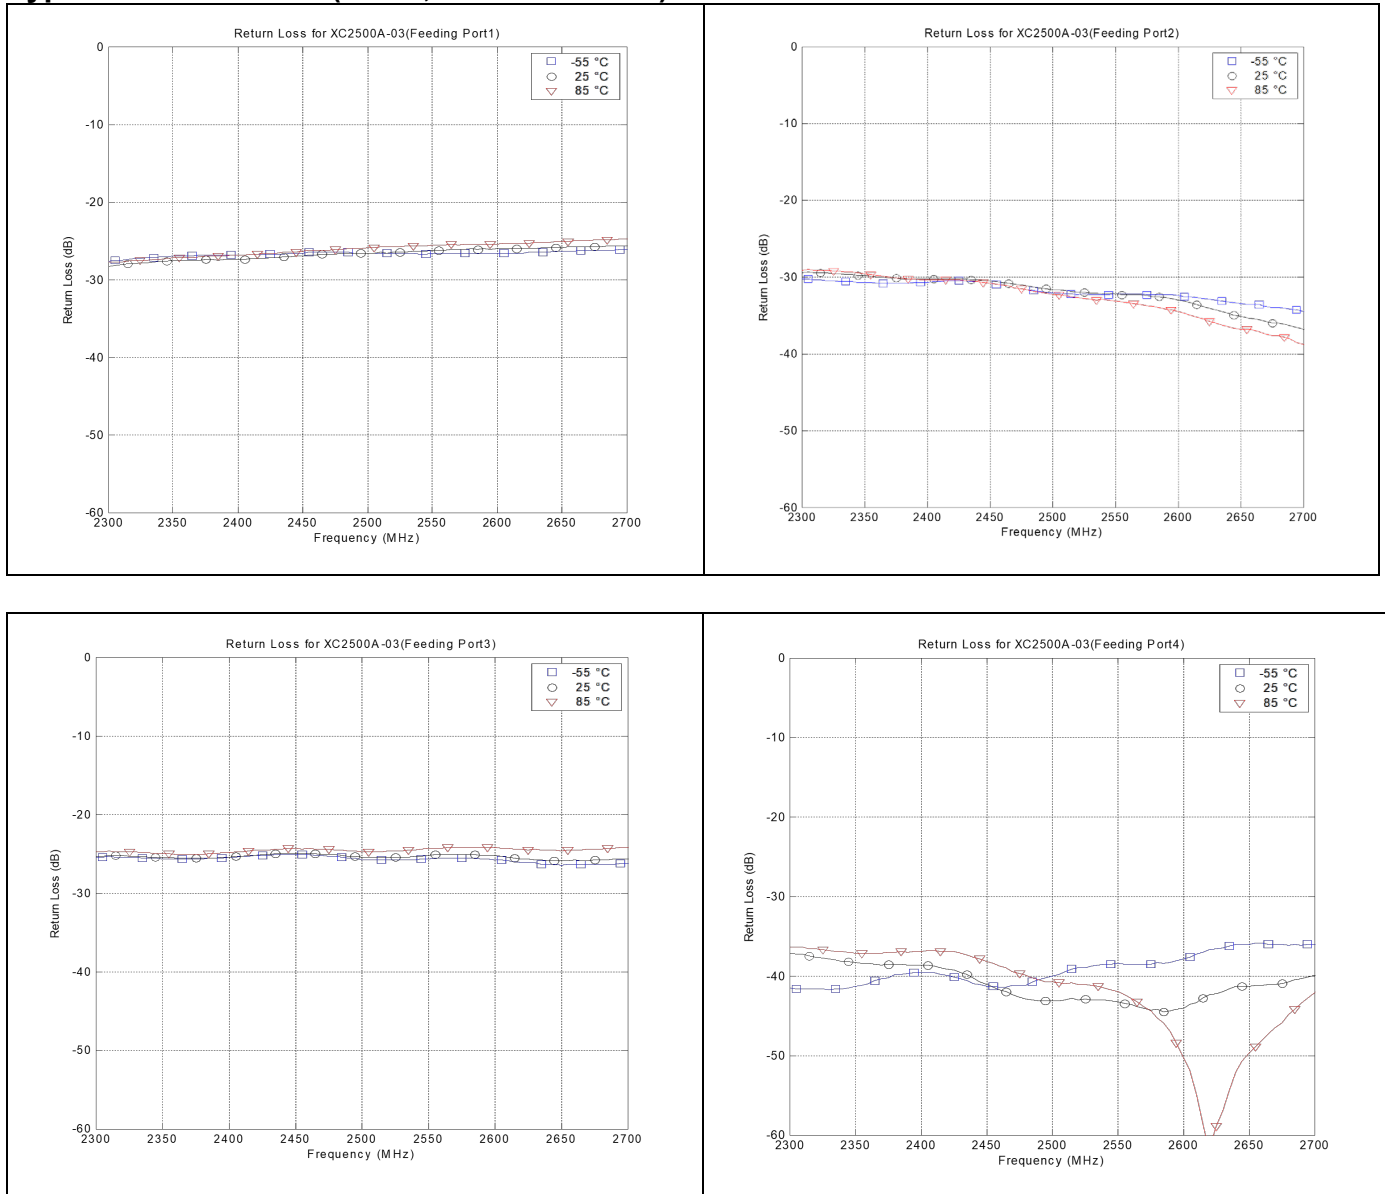 Return Loss for XC2500A-03(Feeding Port1)
-55 °C
25 °C
85 °C
0
-10
-20
-30
-40
-50
-60
Return Loss (dB)
2300 2350 2400 2450 2500 2550 2600 2650 2700
Frequency (MHz)
Return Loss for XC2500A-03(Feeding Port2)
-55 °C
25 °C
85 °C
0
-10
-20
-30
-40
-50
-60
Return Loss (dB)
2300 2350 2400 2450 2500 2550 2600 2650 2700
Frequency (MHz)
Return Loss for XC2500A-03(Feeding Port3)
-55 °C
25 °C
85 °C
0
-10
-20
-30
-40
-50
-60
Return Loss (dB)
2300 2350 2400 2450 2500 2550 2600 2650 2700
Frequency (MHz)
Return Loss for XC2500A-03(Feeding Port4)
-55 °C
25 °C
85 °C
0
-10
-20
-30
-40
-50
-60
Return Loss (dB)
2300 2350 2400 2450 2500 2550 2600 2650 2700
Frequency (MHz)